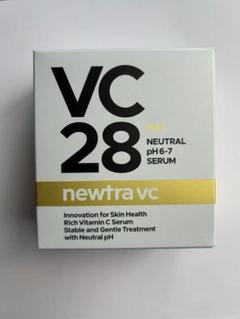 VC
28
NEUTRAL
pH 6-7
SERUM
newtra vc
Innovation for Skin Health
Rich Vitamin C Serum
Stable and Gentle Treatment
with Neutral pH